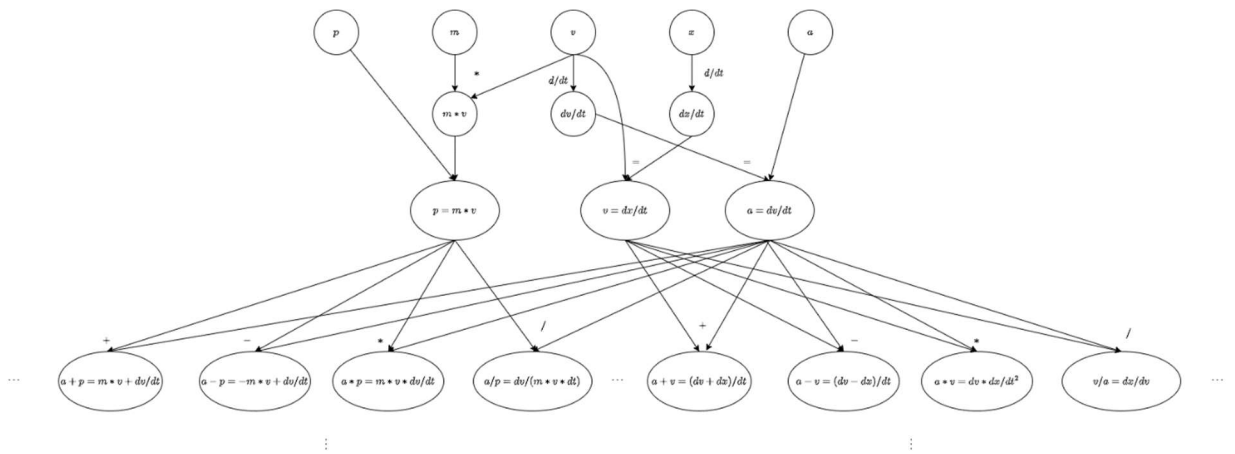 p m v x a
* d/dt d/dt
m * v dv/dt dx/dt
= =
p = m * v v = dx/dt a = dv/dt
+ − * / + − * /
... a + p = m * v + dv/dt a − p = −m * v + dv/dt a * p = m * v * dv/dt a/p = dv/(m * v * dt) ... a + v = (dv + dx)/dt a − v = (dv − dx)/dt a * v = dv * dx/dt² v/a = dx/dv ...
⋮ ⋮